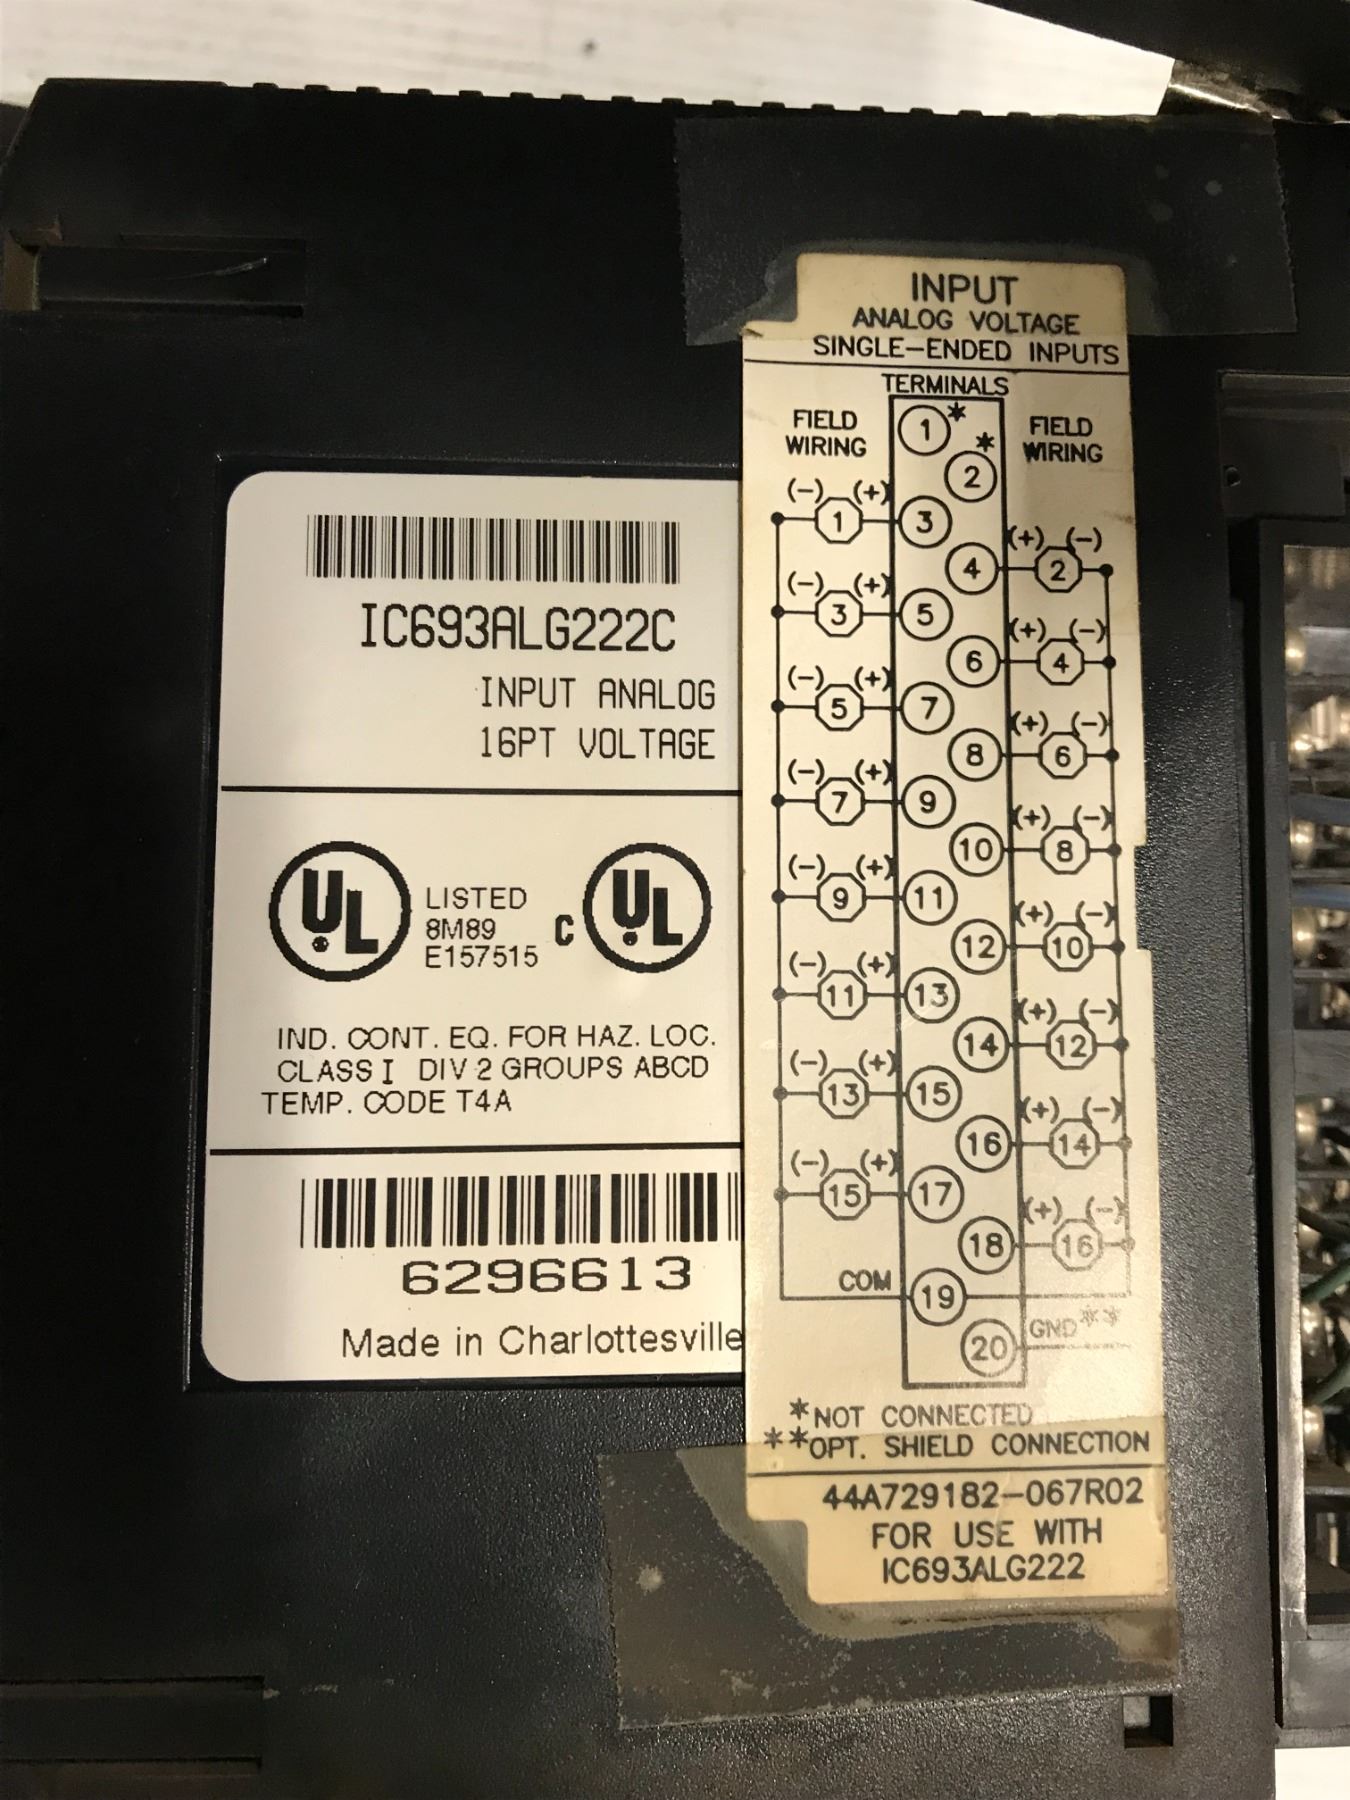 INPUT
ANALOG VOLTAGE
SINGLE-ENDED INPUTS
TERMINALS
FIELD
WIRING
FIELD
WIRING
1*
2*
(-) 1 (+) 3
4 (+) 2 (-)
(-) 3 (+) 5
6 (+) 4 (-)
(-) 5 (+) 7
8 (+) 6 (-)
(-) 7 (+) 9
10 (+) 8 (-)
(-) 9 (+) 11
12 (+) 10 (-)
(-) 11 (+) 13
14 (+) 12 (-)
(-) 13 (+) 15
16 (+) 14 (-)
(-) 15 (+) 17
18 (+) 16 (-)
COM 19
20 GND**
*NOT CONNECTED
**OPT. SHIELD CONNECTION
44A729182-067R02
FOR USE WITH
IC693ALG222
IC693ALG222C
INPUT ANALOG
16PT VOLTAGE
UL LISTED
8M89
E157515
C UL
IND. CONT. EQ. FOR HAZ. LOC.
CLASS I DIV 2 GROUPS ABCD
TEMP. CODE T4A
6296613
Made in Charlottesville